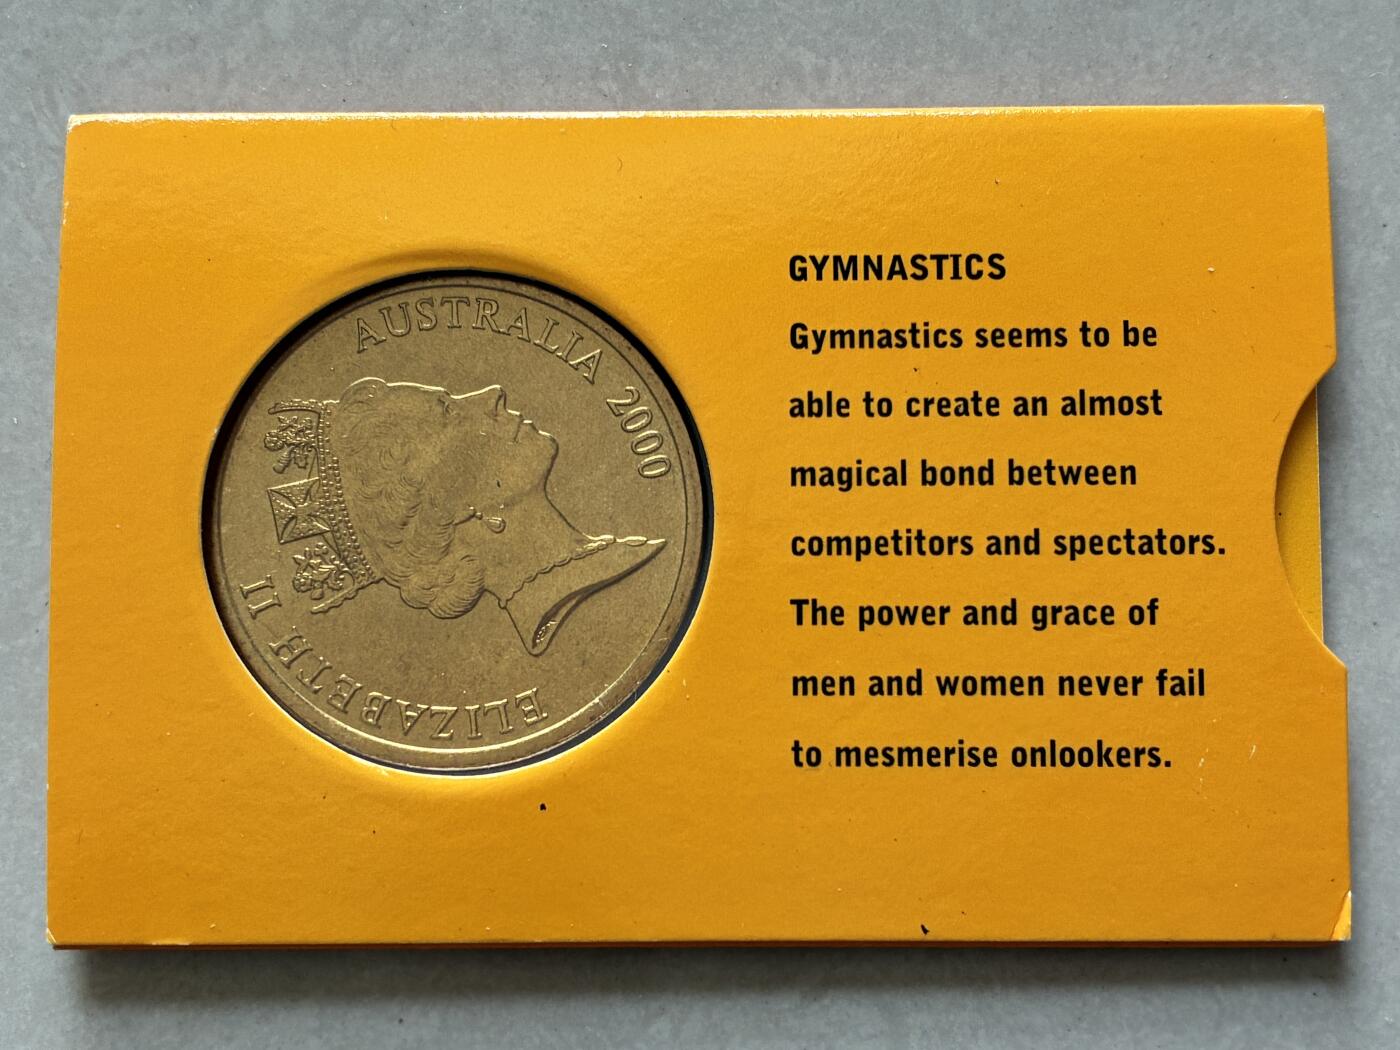 ELIZABETH II
AUSTRALIA 2000
GYMNASTICS
Gymnastics seems to be
able to create an almost
magical bond between
competitors and spectators.
The power and grace of
men and women never fail
to mesmerise onlookers.